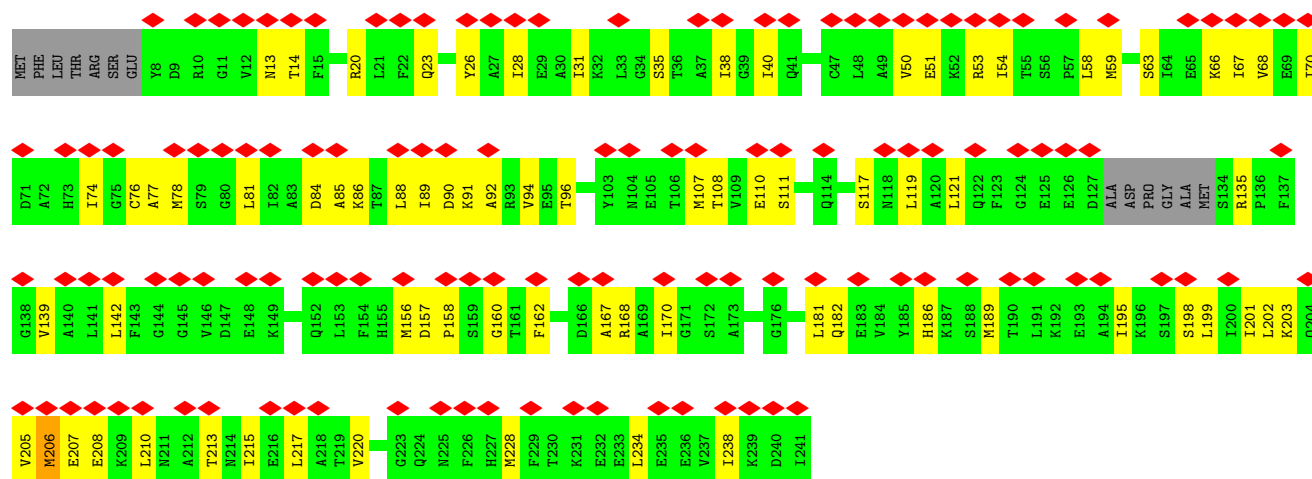 MET PHE LEU THR ARG SER GLU Y8 D9 R10 G11 V12 N13 T14 F15 R20 L21 F22 Q23 Y26 A27 I28 E29 A30 I31 K32 L33 G34 S35 T36 A37 I38 G39 I40 Q41 C47 L48 A49 V50 E51 K52 R53 I54 T55 S56 P57 L58 M59 S63 I64 E65 K66 I67 V68 E69 I70
D71 A72 H73 I74 G75 C76 A77 M78 S79 G80 L81 I82 A83 D84 A85 K86 T87 L88 I89 D90 K91 A92 R93 V94 E95 T96 Y103 N104 E105 T106 M107 T108 V109 E110 S111 Q114 S117 N118 L119 A120 L121 Q122 F123 G124 E125 E126 D127 ALA ASP PRO GLY ALA MET S134 R135 P136 F137
G138 V139 A140 L141 L142 F143 G144 G145 V146 D147 E148 K149 Q152 L153 F154 H155 M156 D157 P158 S159 G160 T161 F162 D166 A167 R168 A169 I170 G171 S172 A173 G176 L181 Q182 E183 V184 Y185 H186 K187 S188 M189 T190 L191 K192 E193 A194 I195 K196 S197 S198 L199 I200 I201 L202 K203 Q204
V205 M206 E207 E208 K209 L210 N211 A212 T213 N214 I215 E216 L217 A218 T219 V220 G223 Q224 N225 F226 H227 M228 F229 T230 K231 E232 E233 L234 E235 E236 V237 I238 K239 D240 I241